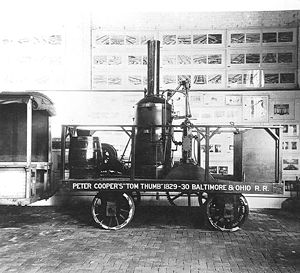 PETER COOPER'S "TOM THUMB" 1829-30 BALTIMORE & OHIO R.R.